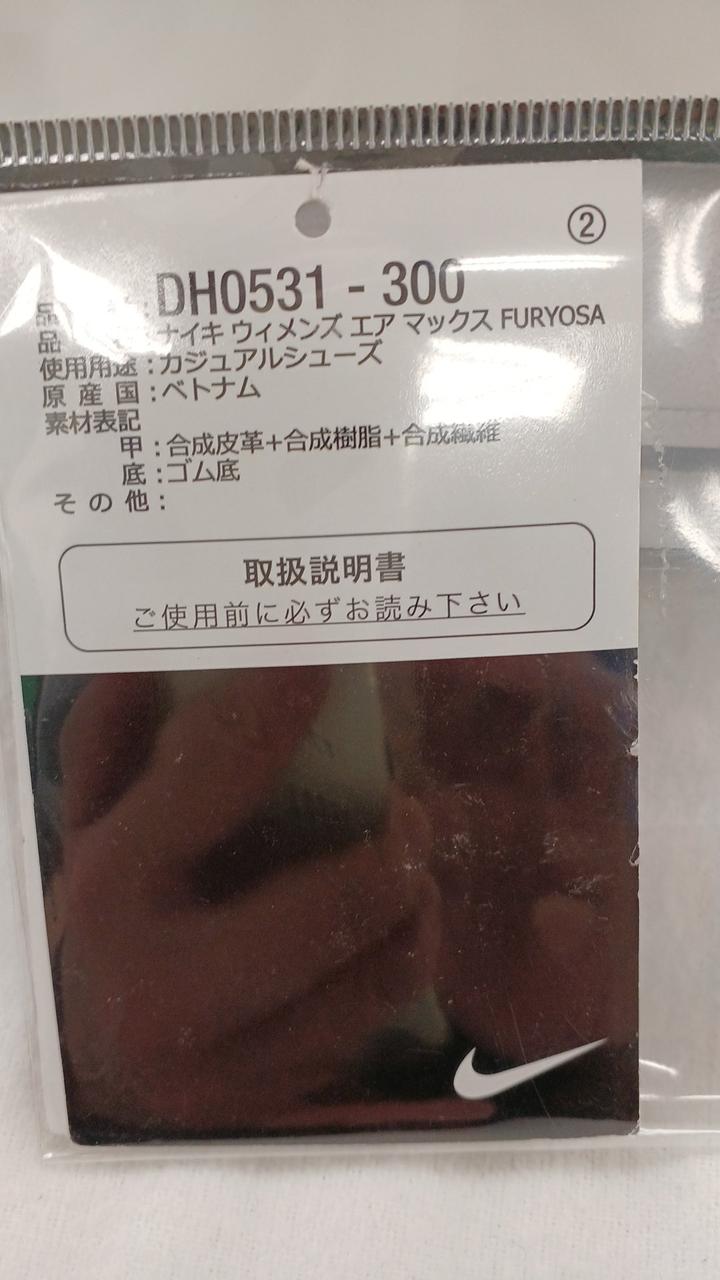 ②
品 : DH0531 - 300
品 : ナイキ ウィメンズ エア マックス FURYOSA
使用用途 : カジュアルシューズ
原 産 国 : ベトナム
素材表記
甲 : 合成皮革+合成樹脂+合成繊維
底 : ゴム底
そ の 他 :
取扱説明書
ご使用前に必ずお読み下さい